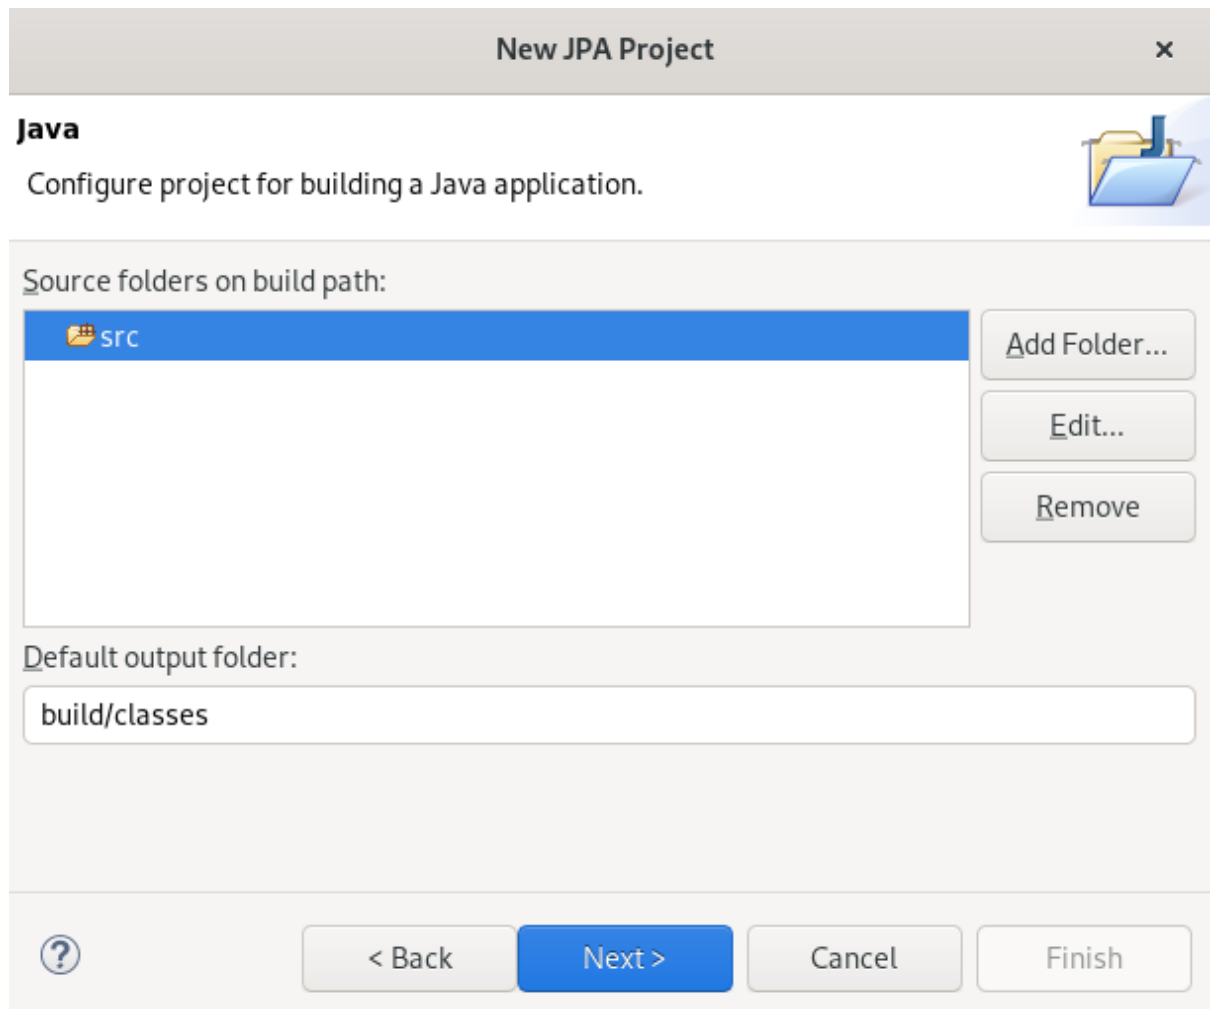 New JPA Project
Java
Configure project for building a Java application.
Source folders on build path:
src
Add Folder...
Edit...
Remove
Default output folder:
build/classes
< Back
Next >
Cancel
Finish